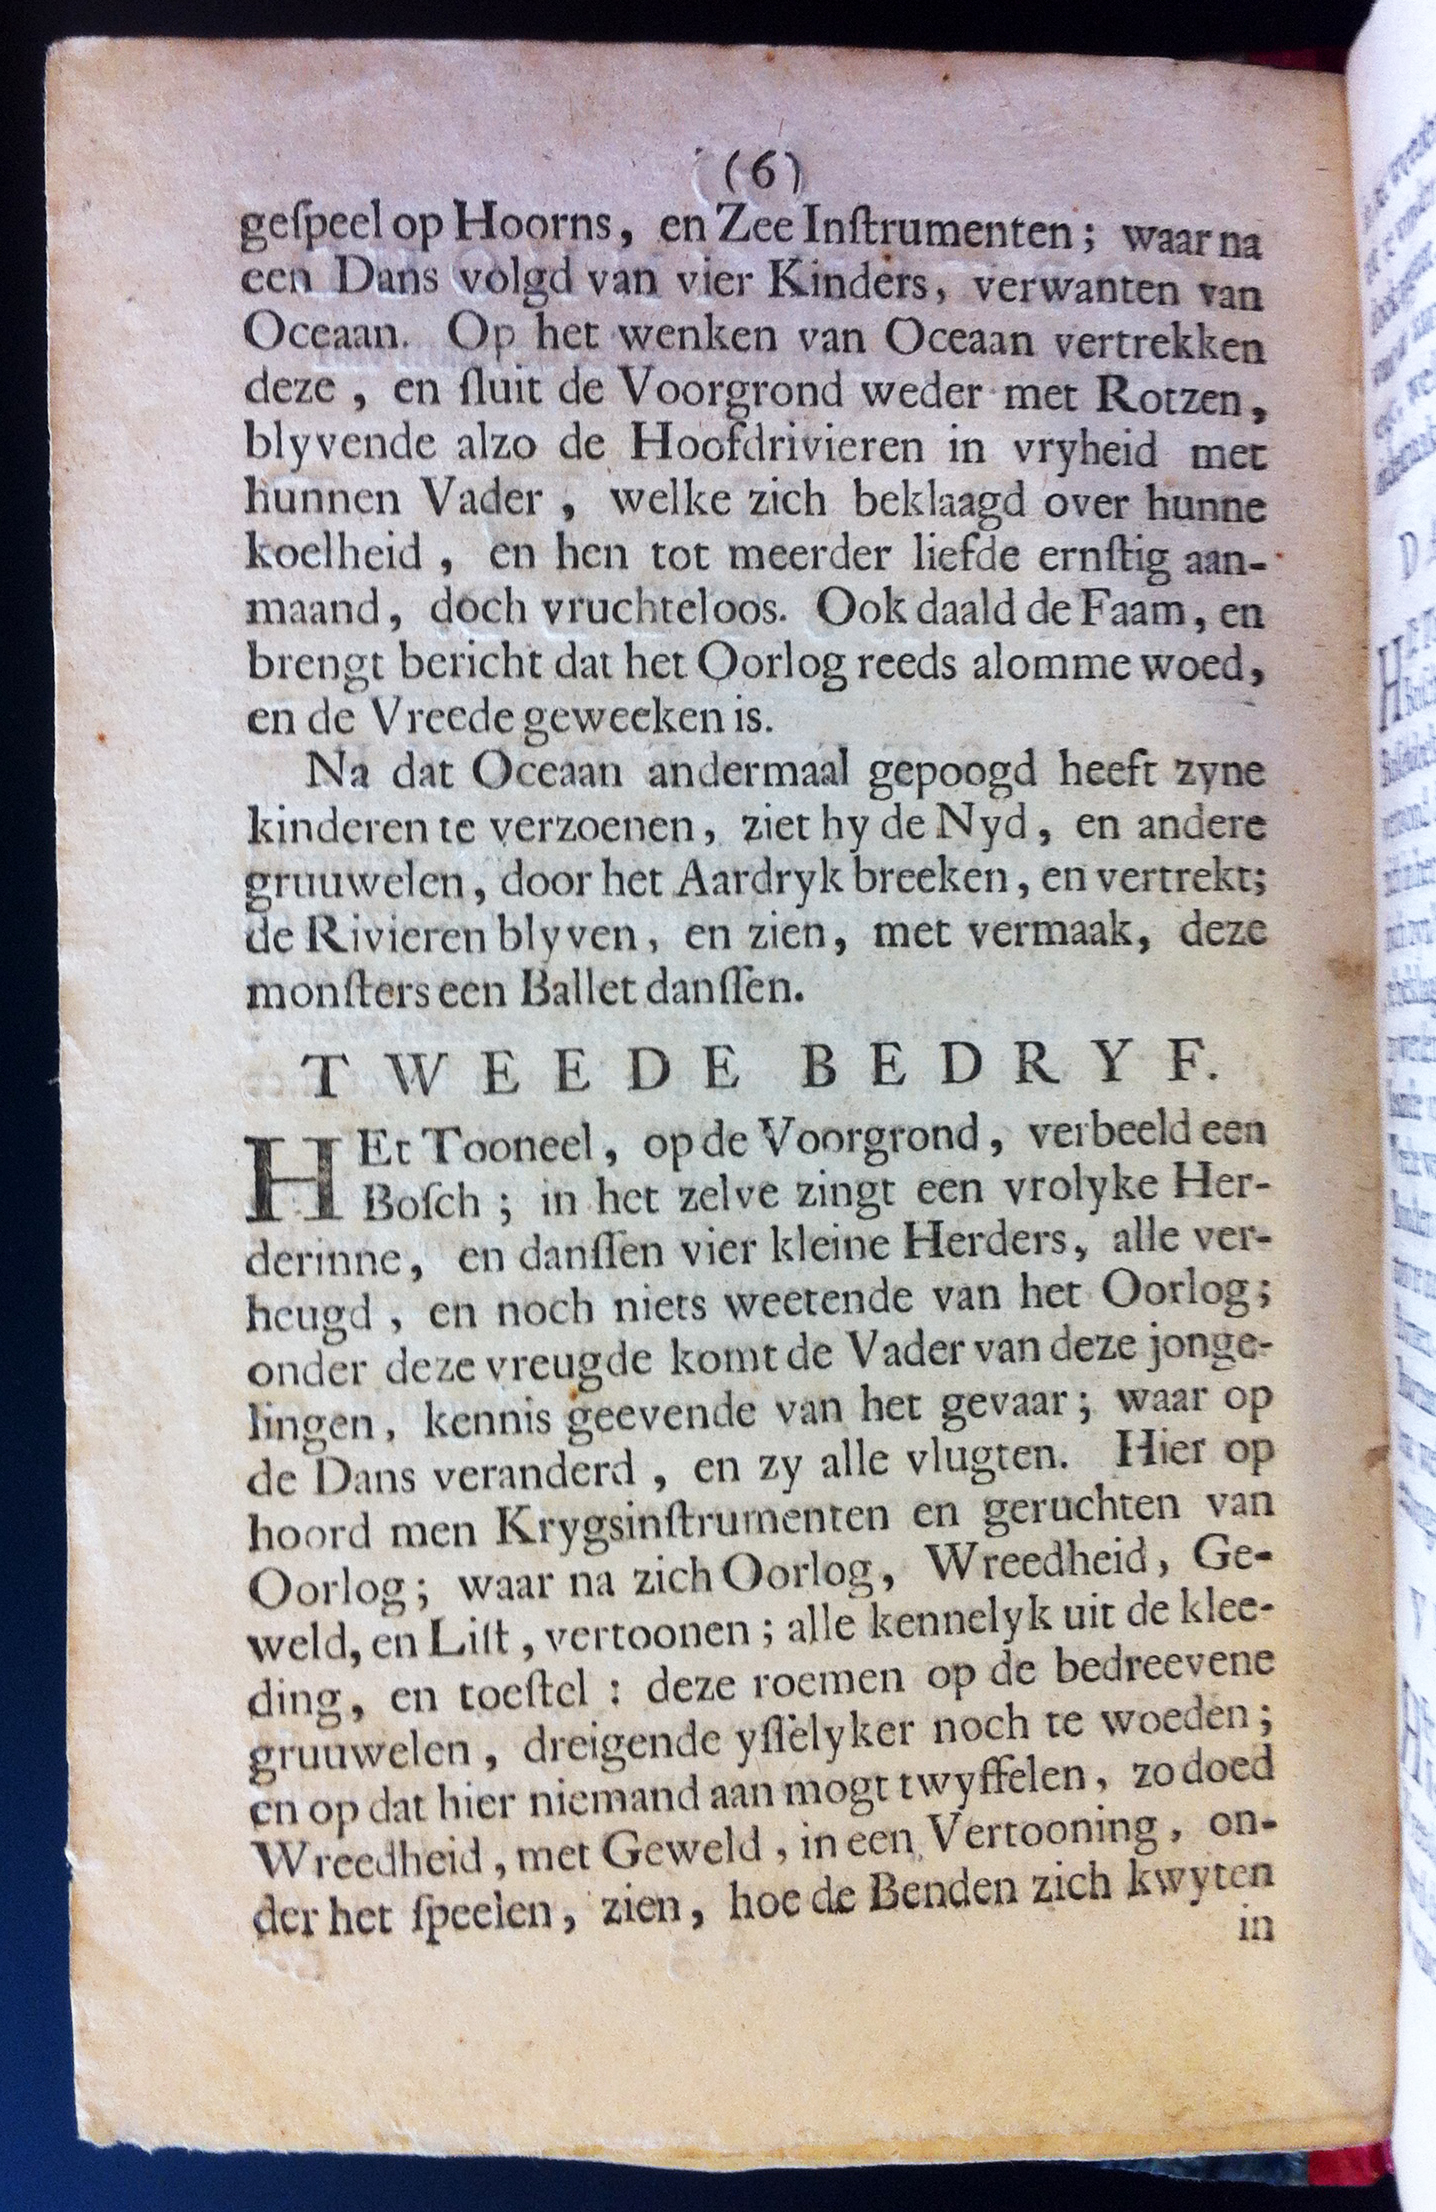 (6)
geſpeel op Hoorns, en Zee Inſtrumenten; waar na
een Dans volgd van vier Kinders, verwanten van
Oceaan. Op het wenken van Oceaan vertrekken
deze, en ſluit de Voorgrond weder met Rotzen,
blyvende alzo de Hoofdrivieren in vryheid met
hunnen Vader, welke zich beklaagd over hunne
koelheid, en hen tot meerder liefde ernſtig aan-
maand, doch vruchteloos. Ook daald de Faam, en
brengt bericht dat het Oorlog reeds alomme woed,
en de Vreede geweeken is.
Na dat Oceaan andermaal gepoogd heeft zyne
kinderen te verzoenen, ziet hy de Nyd, en andere
gruuwelen, door het Aardryk breeken, en vertrekt;
de Rivieren blyven, en zien, met vermaak, deze
monſters een Ballet danſſen.
TWEEDE BEDRYF.
HEt Tooneel, op de Voorgrond, verbeeld een
Boſch; in het zelve zingt een vrolyke Her-
derinne, en danſſen vier kleine Herders, alle ver-
heugd, en noch niets weetende van het Oorlog;
onder deze vreugde komt de Vader van deze jonge-
lingen, kennis geevende van het gevaar; waar op
de Dans veranderd, en zy alle vlugten. Hier op
hoord men Krygsinſtrumenten en geruchten van
Oorlog; waar na zich Oorlog, Wreedheid, Ge-
weld, en Liſt, vertoonen; alle kennelyk uit de klee-
ding, en toeſtel: deze roemen op de bedreevene
gruuwelen, dreigende yſſelyker noch te woeden;
en op dat hier niemand aan mogt twyffelen, zo doed
Wreedheid, met Geweld, in een Vertooning, on-
der het ſpeelen, zien, hoe de Benden zich kwyten
in